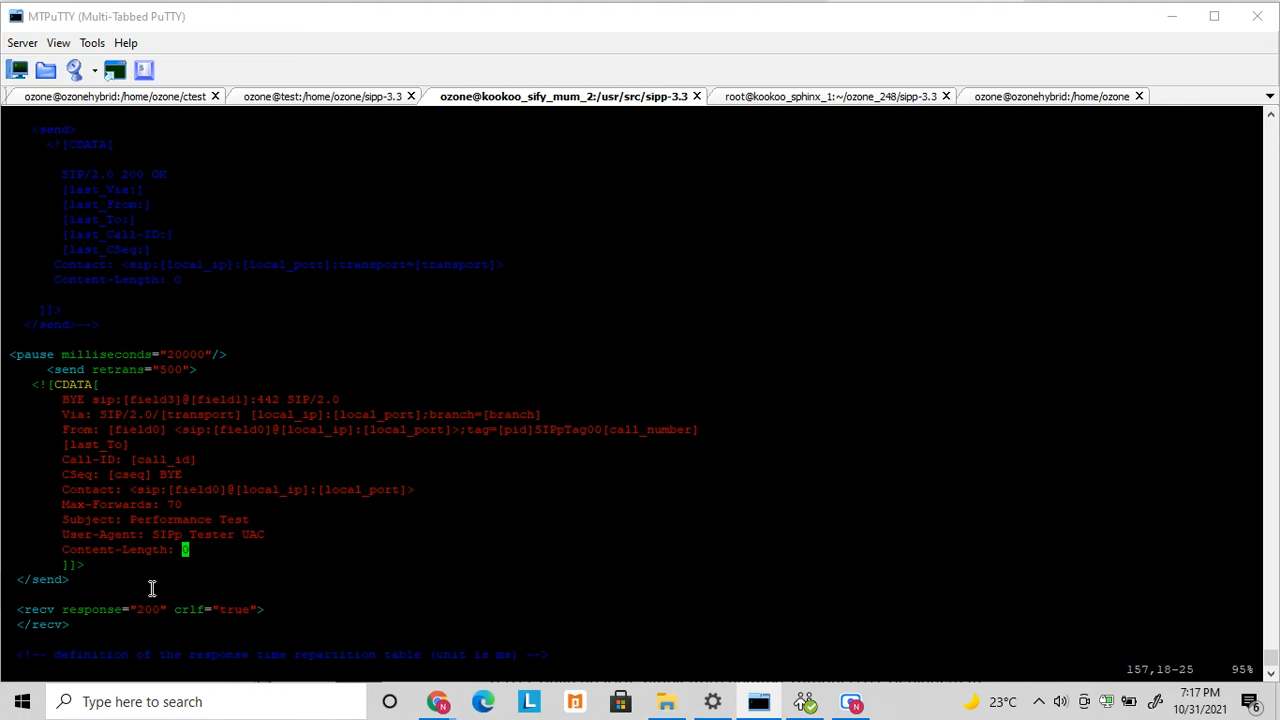 MTPuTTY (Multi-Tabbed PuTTY)
Server View Tools Help
ozone@ozonehybrid:/home/ozone/ctest ozone@test:/home/ozone/sipp-3.3 ozone@kookoo_sify_mum_2:/usr/src/sipp-3.3 root@kookoo_sphinx_1:~/ozone_248/sipp-3.3 ozone@ozonehybrid:/home/ozone
<send>
<![CDATA[
SIP/2.0 200 OK
[last_Via:]
[last_From:]
[last_To:]
[last_Call-ID:]
[last_CSeq:]
Contact: <sip:[local_ip]:[local_port];transport=[transport]>
Content-Length: 0
]]>
</send>-->
<pause milliseconds="20000"/>
<send retrans="500">
<![CDATA[
BYE sip:[field3]@[field1]:442 SIP/2.0
Via: SIP/2.0/[transport] [local_ip]:[local_port];branch=[branch]
From: [field0] <sip:[field0]@[local_ip]:[local_port]>;tag=[pid]SIPpTag00[call_number]
[last_To]
Call-ID: [call_id]
CSeq: [cseq] BYE
Contact: <sip:[field0]@[local_ip]:[local_port]>
Max-Forwards: 70
Subject: Performance Test
User-Agent: SIPp Tester UAC
Content-Length: 0
]]>
</send>
<recv response="200" crlf="true">
</recv>
<!-- definition of the response time repartition table (unit is ms) -->
157,18-25 95%
Type here to search
23°C
7:17 PM
10/31/2021
6